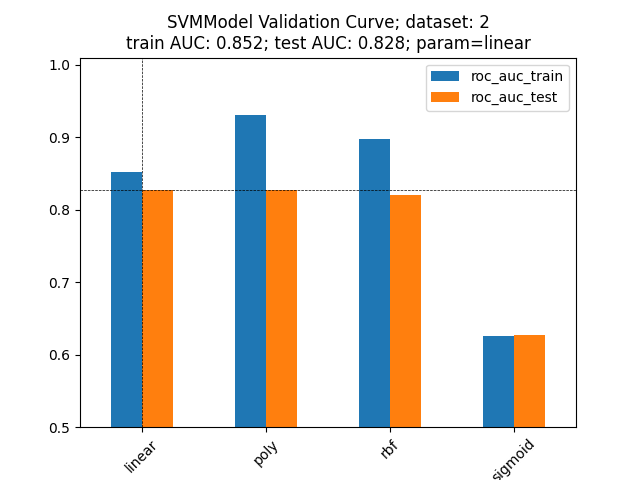 SVMModel Validation Curve; dataset: 2
train AUC: 0.852; test AUC: 0.828; param=linear
1.0
0.9
0.8
0.7
0.6
0.5
roc_auc_train
roc_auc_test
linear
poly
rbf
sigmoid